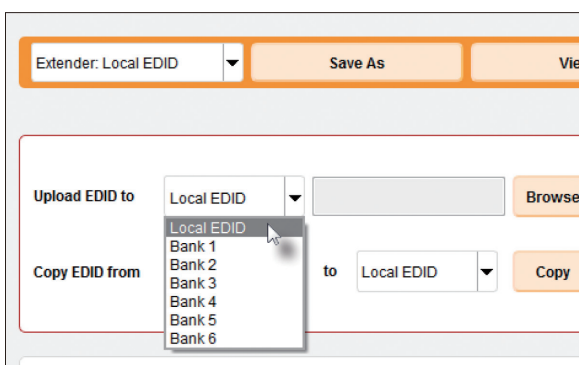 Extender: Local EDID Save As Vie
Upload EDID to Local EDID Browse
Local EDID
Bank 1
Bank 2
Bank 3
Bank 4
Bank 5
Bank 6
Copy EDID from to Local EDID Copy